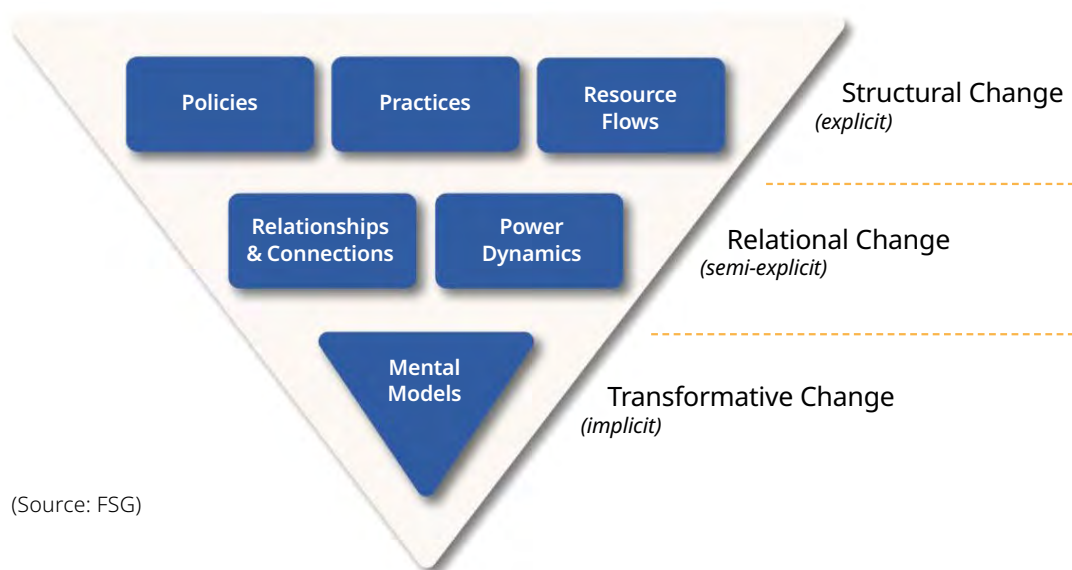 Policies
Practices
Resource
Flows
Structural Change
(explicit)
Relationships
& Connections
Power
Dynamics
Relational Change
(semi-explicit)
Mental
Models
Transformative Change
(implicit)
(Source: FSG)